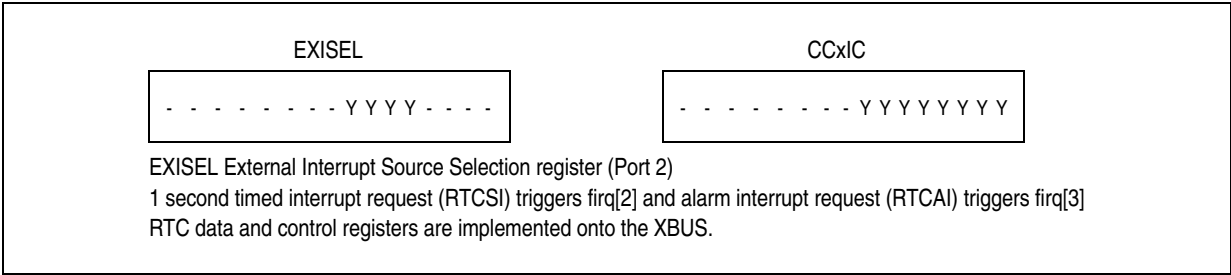 EXISEL CCxIC
- - - - - - - - Y Y Y Y - - - - - - - - - - - - Y Y Y Y Y Y Y Y
EXISEL External Interrupt Source Selection register (Port 2)
1 second timed interrupt request (RTCSI) triggers firq[2] and alarm interrupt request (RTCAI) triggers firq[3]
RTC data and control registers are implemented onto the XBUS.